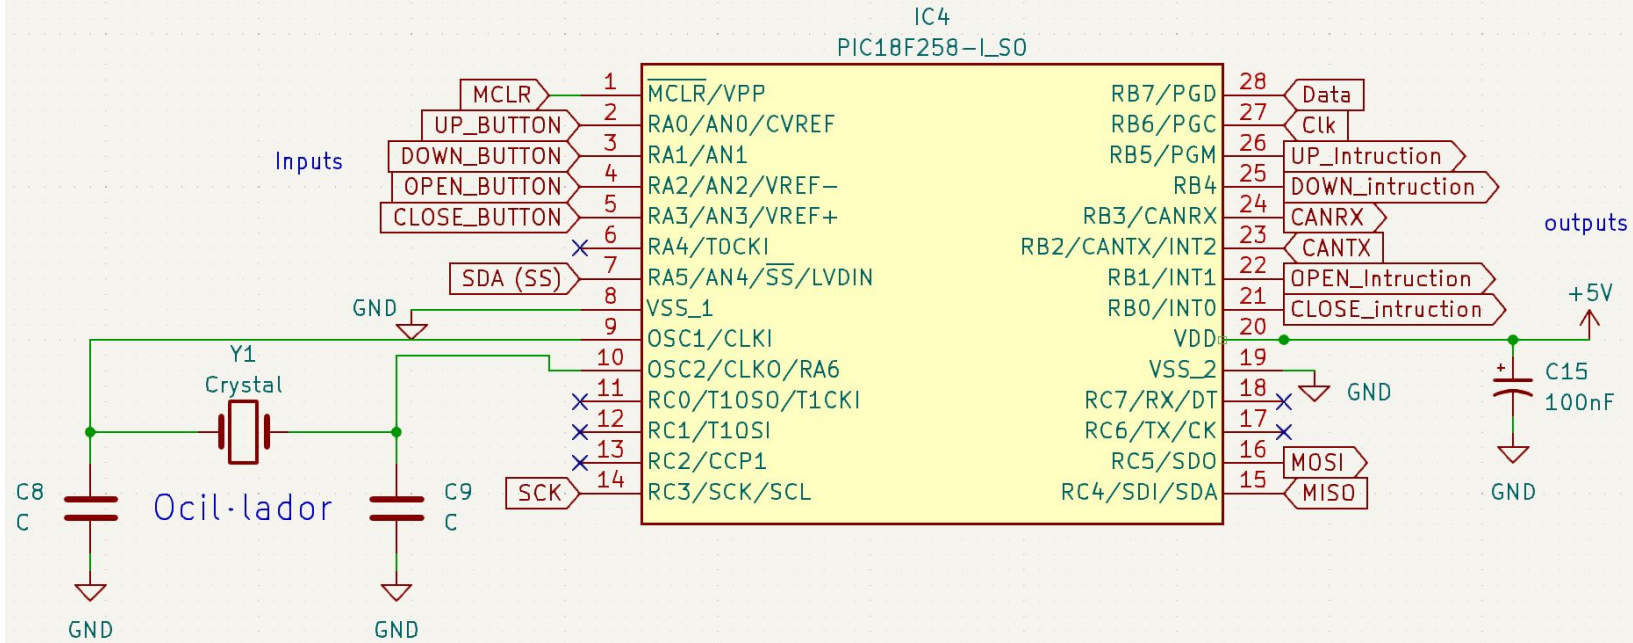 IC4
PIC18F258-I_SO
MCLR 1 MCLR/VPP
UP_BUTTON 2 RA0/AN0/CVREF
DOWN_BUTTON 3 RA1/AN1
OPEN_BUTTON 4 RA2/AN2/VREF-
CLOSE_BUTTON 5 RA3/AN3/VREF+
6 RA4/T0CKI
SDA (SS) 7 RA5/AN4/SS/LVDIN
GND 8 VSS_1
9 OSC1/CLKI
10 OSC2/CLKO/RA6
11 RC0/T1OSO/T1CKI
12 RC1/T1OSI
13 RC2/CCP1
SCK 14 RC3/SCK/SCL
Inputs
RB7/PGD 28 Data
RB6/PGC 27 Clk
RB5/PGM 26 UP_Intruction
RB4 25 DOWN_intruction
RB3/CANRX 24 CANRX
RB2/CANTX/INT2 23 CANTX
RB1/INT1 22 OPEN_Intruction
RB0/INT0 21 CLOSE_intruction
VDD 20
VSS_2 19 GND
RC7/RX/DT 18
RC6/TX/CK 17
RC5/SDO 16 MOSI
RC4/SDI/SDA 15 MISO
outputs
+5V
+
C15
100nF
GND
Y1
Crystal
Ocil·lador
C8
C
C9
C
GND
GND